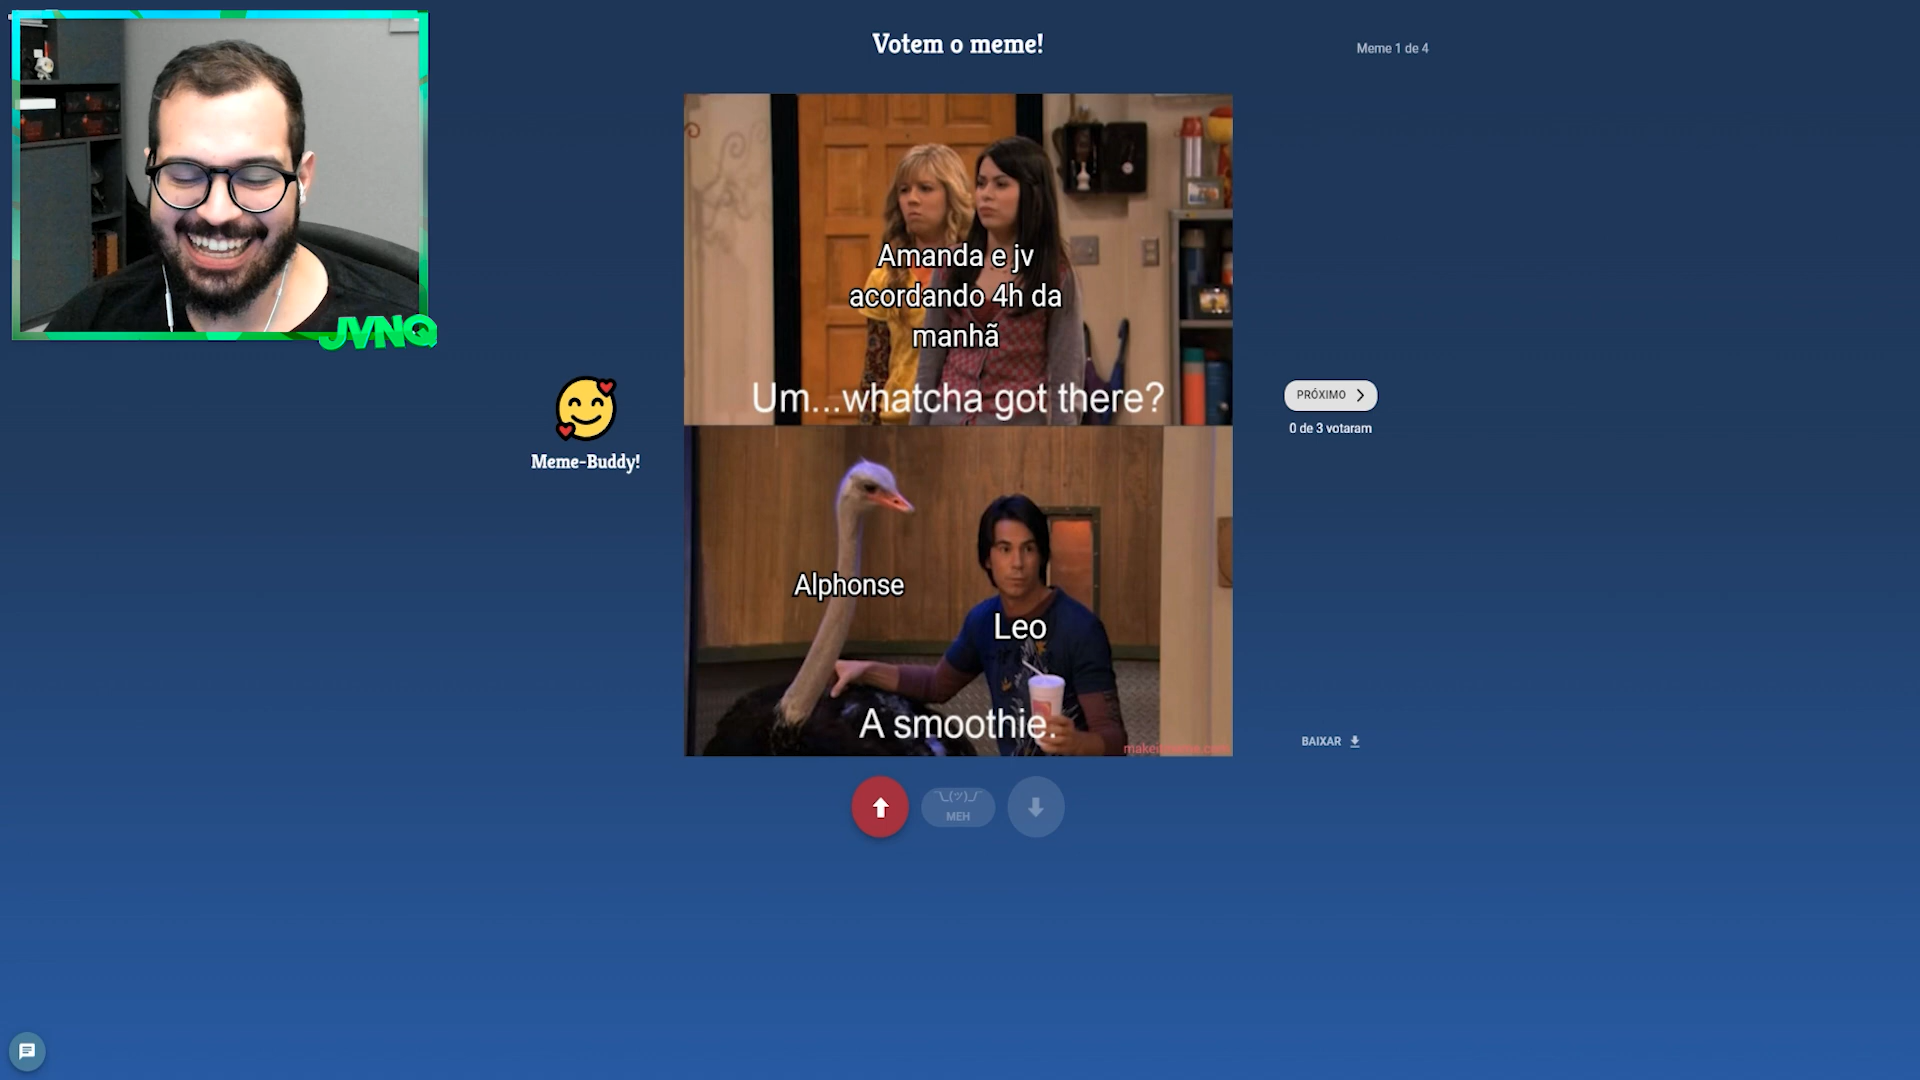 Votem o meme!
Meme 1 de 4
JVNQ
Amanda e jv
acordando 4h da
manhã
Um...whatcha got there?
PRÓXIMO
0 de 3 votaram
Meme-Buddy!
Alphonse
Leo
A smoothie.
BAIXAR
¯\_(ツ)_/¯
MEH